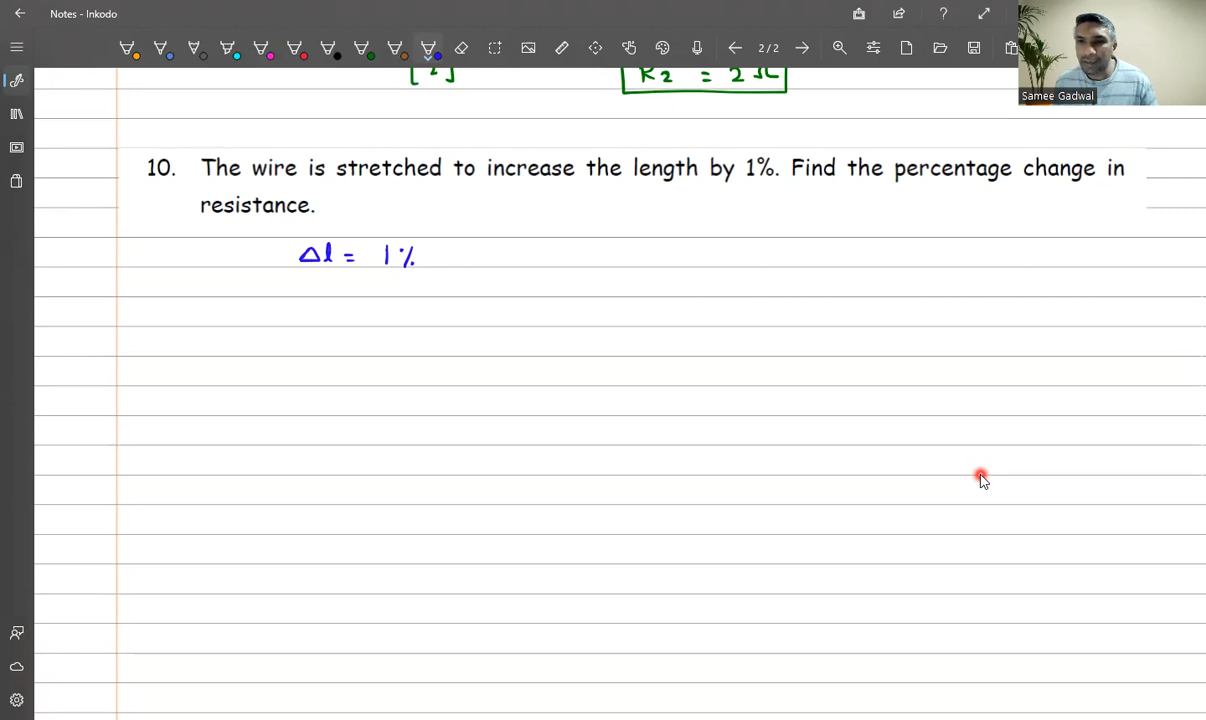 Notes - Inkodo
2/2
Samee Gadwal
R2 = 2 Ω
10. The wire is stretched to increase the length by 1%. Find the percentage change in
resistance.
Δl = 1 %